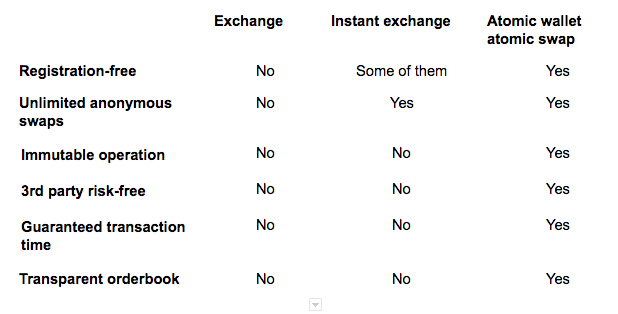 Exchange Instant exchange Atomic wallet
atomic swap
Registration-free No Some of them Yes
Unlimited anonymous No Yes Yes
swaps
Immutable operation No No Yes
3rd party risk-free No No Yes
Guaranteed transaction No No Yes
time
Transparent orderbook No No Yes